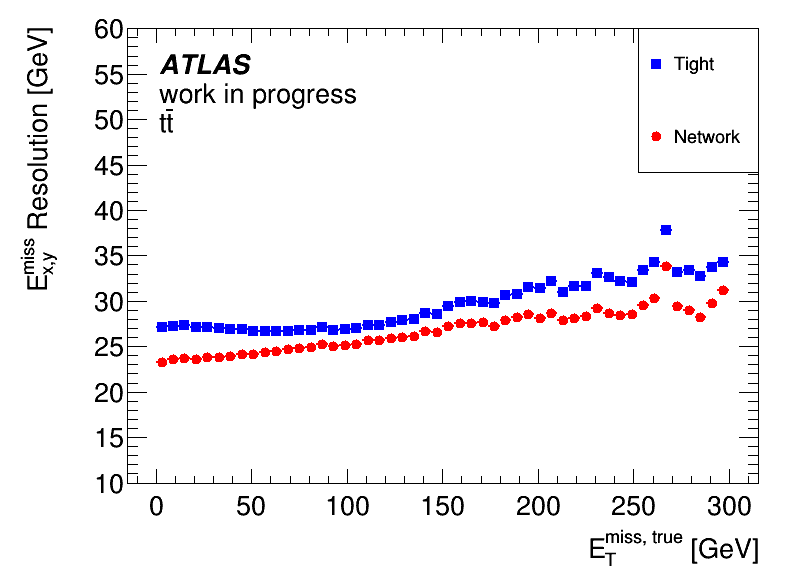 60
55
50
45
40
35
30
25
20
15
10
E_{x,y}^{miss} Resolution [GeV]
ATLAS
work in progress
tt̄
Tight
Network
0 50 100 150 200 250 300
E_T^{miss, true} [GeV]